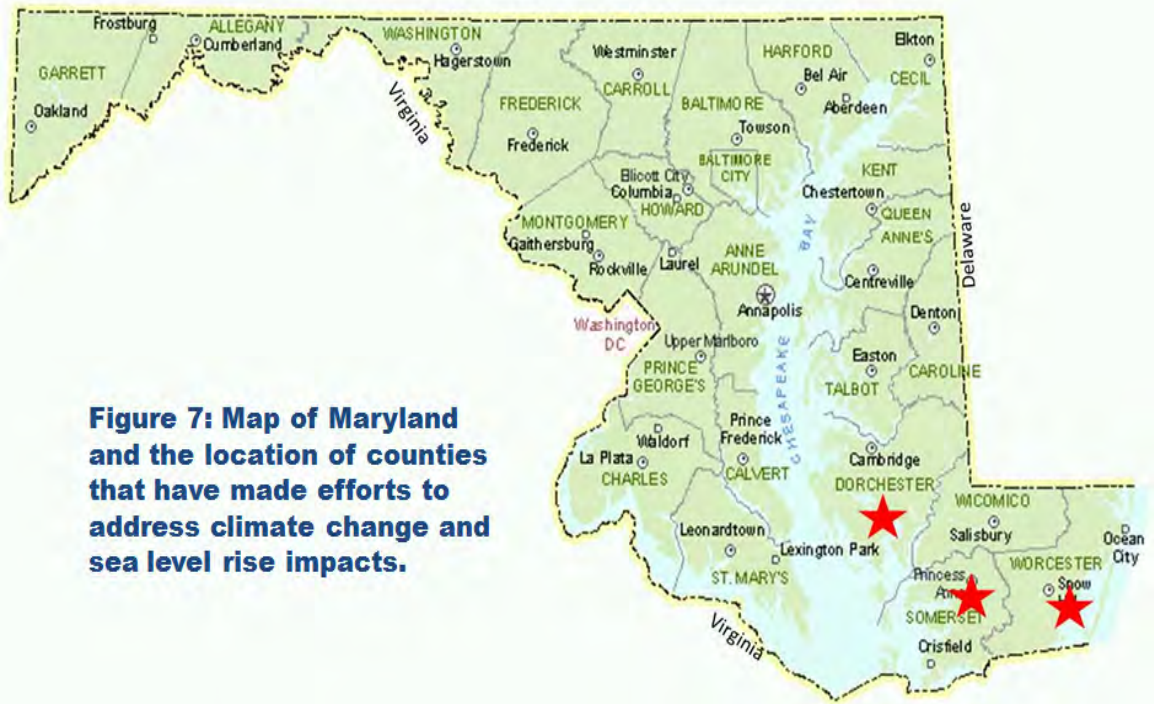 Frostburg
ALLEGANY
Cumberland
WASHINGTON
Hagerstown
GARRETT
Oakland
Virginia
Westminster
CARROLL
FREDERICK
Frederick
HARFORD
Bel Air
Aberdeen
Elkton
CECIL
BALTIMORE
Towson
BALTIMORE
CITY
KENT
Chestertown
QUEEN
ANNE'S
Centreville
Delaware
Ellicott City
Columbia
HOWARD
MONTGOMERY
Gaithersburg
Rockville
Laurel
ANNE
ARUNDEL
Annapolis
CHESAPEAKE BAY
Denton
CAROLINE
Easton
TALBOT
Washington
DC
Upper Marlboro
PRINCE
GEORGE'S
Figure 7: Map of Maryland
and the location of counties
that have made efforts to
address climate change and
sea level rise impacts.
Waldorf
La Plata
CHARLES
Prince
Frederick
CALVERT
Cambridge
DORCHESTER
WICOMICO
Salisbury
Ocean
City
Leonardtown
Lexington Park
ST. MARY'S
Princess
WORCESTER
Snow
SOMERSET
Crisfield
Virginia